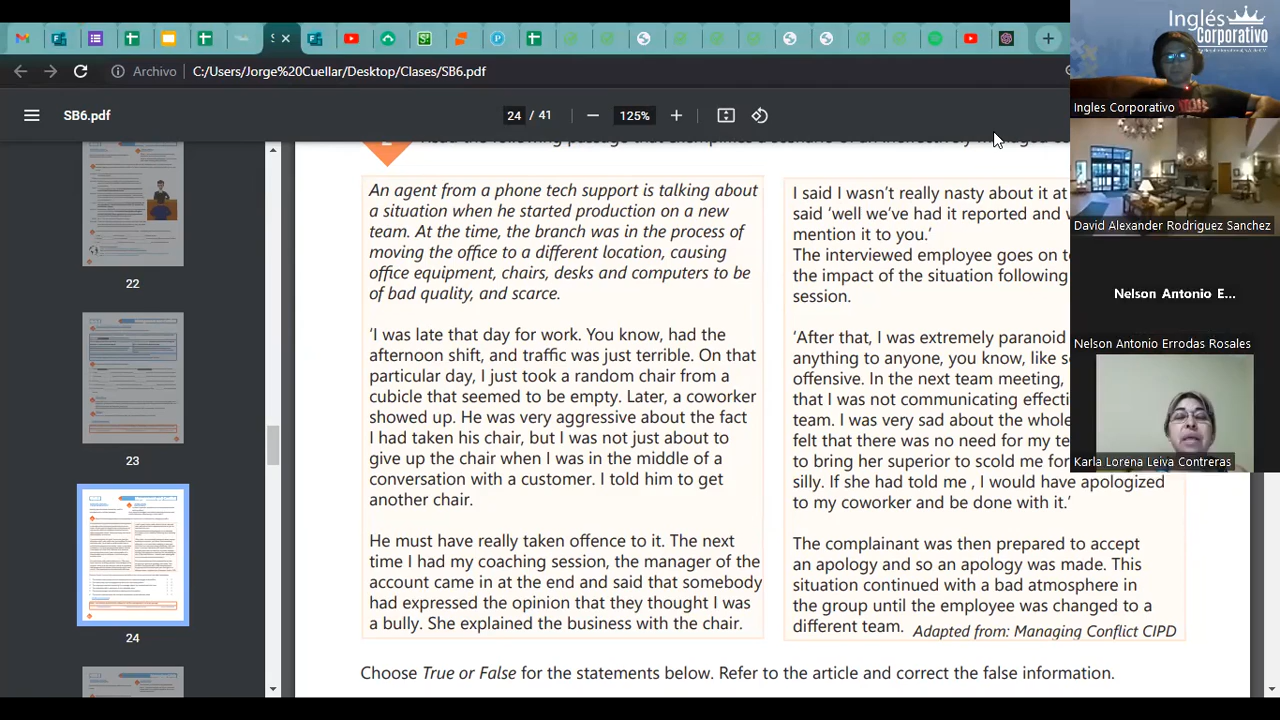 Archivo
C:/Users/Jorge%20Cuellar/Desktop/Clases/SB6.pdf
SB6.pdf
24 / 41
125%
22
23
24
An agent from a phone tech support is talking about
a situation when he started production on a new
team. At the time, the branch was in the process of
moving the office to a different location, causing
office equipment, chairs, desks and computers to be
of bad quality, and scarce.
'I was late that day for work. You know, had the
afternoon shift, and traffic was just terrible. On that
particular day, I just took a random chair from a
cubicle that seemed to be empty. Later, a coworker
showed up. He was very aggressive about the fact
I had taken his chair, but I was not just about to
give up the chair when I was in the middle of a
conversation with a customer. I told him to get
another chair.
He must have really taken offence to it. The next
time I had my coaching session, the manager of the
account came in at the end and said that somebody
had expressed the opinion that they thought I was
a bully. She explained the business with the chair.
I said I wasn't really nasty about it at
said 'well we've had it reported and
mention it to you.'
The interviewed employee goes on to
the impact of the situation following
session.
'After that, I was extremely paranoid
anything to anyone, you know, like
offensive. In the next team meeting,
that I was not communicating
team. I was very sad about the whole
felt that there was no need for my
to bring her superior to scold me for
silly. If she had told me , I would have apologized
to my coworker and be done with it.'
The complainant was then prepared to accept
an apology and so an apology was made. This
situation continued with a bad atmosphere in
the group until the employee was changed to a
different team. Adapted from: Managing Conflict CIPD
Choose True or False for the statements below. Refer to the article and correct the false information.
Inglés
Corporativo
Ingles Corporativo
David Alexander Rodríguez Sanchez
Nelson Antonio E...
Nelson Antonio Errodas Rosales
Karla Lorena Leiva Contreras